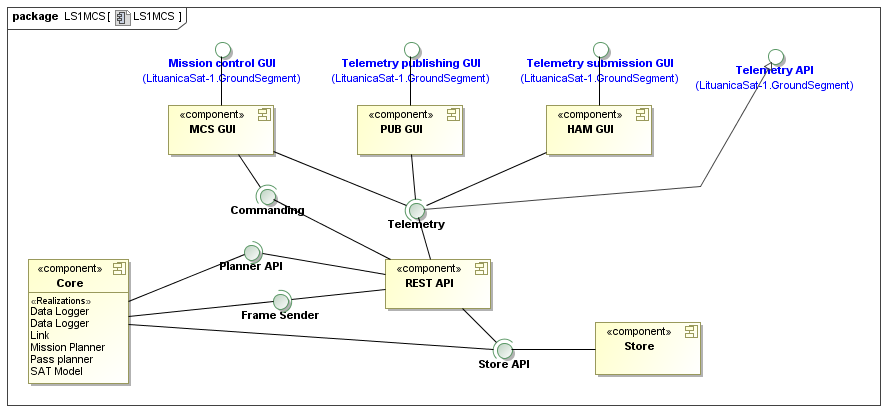 package LS1MCS [ LS1MCS ]
Mission control GUI
(LituanicaSat-1.GroundSegment)
Telemetry publishing GUI
(LituanicaSat-1.GroundSegment)
Telemetry submission GUI
(LituanicaSat-1.GroundSegment)
Telemetry API
(LituanicaSat-1.GroundSegment)
«component»
MCS GUI
«component»
PUB GUI
«component»
HAM GUI
Commanding
Telemetry
Planner API
Frame Sender
«component»
Core
«Realizations»
Data Logger
Data Logger
Link
Mission Planner
Pass planner
SAT Model
«component»
REST API
Store API
«component»
Store